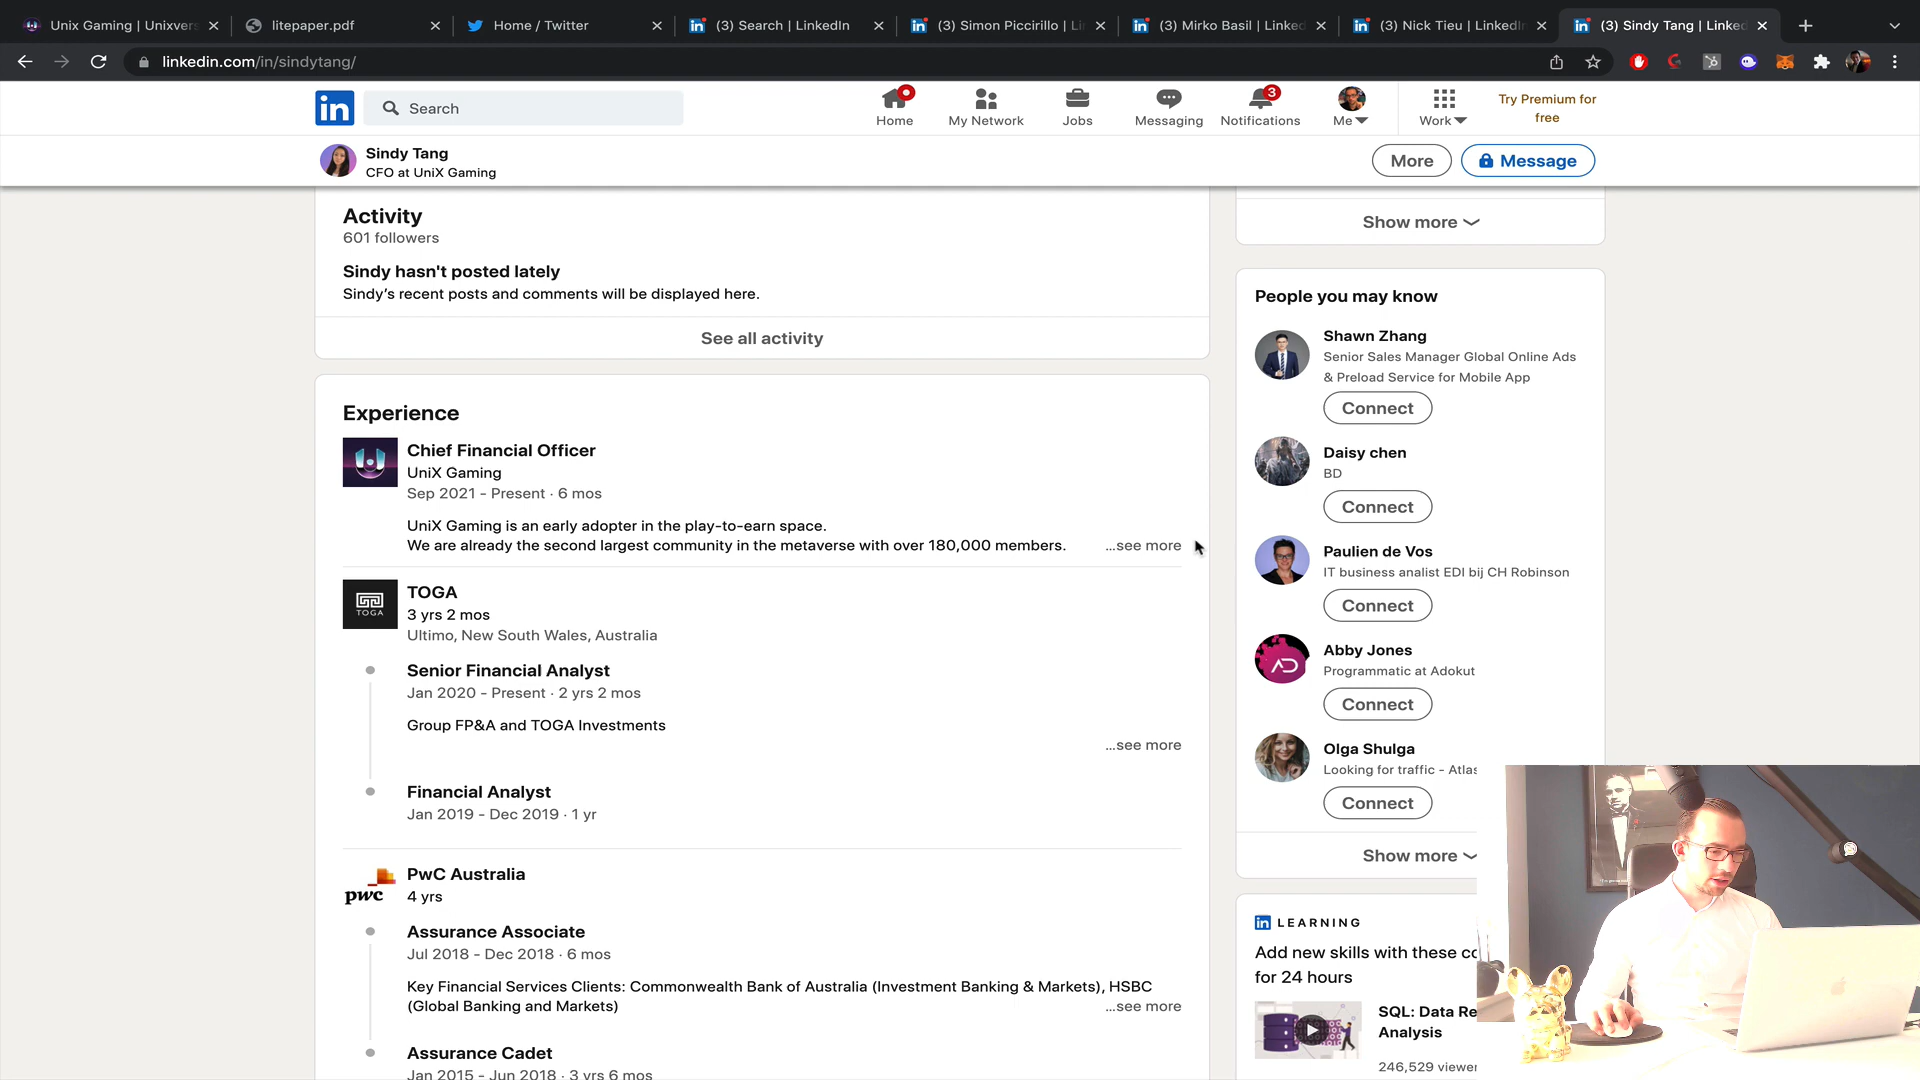 Unix Gaming | Unixvers
litepaper.pdf
Home / Twitter
(3) Search | LinkedIn
(3) Simon Piccirillo | Li
(3) Mirko Basil | Linked
(3) Nick Tieu | LinkedIn
(3) Sindy Tang | Linked
linkedin.com/in/sindytang/
in
Search
Home
My Network
Jobs
Messaging
3
Notifications
Me
Work
Try Premium for
free
Sindy Tang
CFO at UniX Gaming
More
Message
Activity
601 followers
Sindy hasn't posted lately
Sindy's recent posts and comments will be displayed here.
See all activity
Experience
Chief Financial Officer
UniX Gaming
Sep 2021 - Present · 6 mos
UniX Gaming is an early adopter in the play-to-earn space.
We are already the second largest community in the metaverse with over 180,000 members.
...see more
TOGA
TOGA
3 yrs 2 mos
Ultimo, New South Wales, Australia
Senior Financial Analyst
Jan 2020 - Present · 2 yrs 2 mos
Group FP&A and TOGA Investments
...see more
Financial Analyst
Jan 2019 - Dec 2019 · 1 yr
pwc
PwC Australia
4 yrs
Assurance Associate
Jul 2018 - Dec 2018 · 6 mos
Key Financial Services Clients: Commonwealth Bank of Australia (Investment Banking & Markets), HSBC
(Global Banking and Markets)
...see more
Assurance Cadet
Jan 2015 - Jun 2018 · 3 yrs 6 mos
Show more
People you may know
Shawn Zhang
Senior Sales Manager Global Online Ads
& Preload Service for Mobile App
Connect
Daisy chen
BD
Connect
Paulien de Vos
IT business analist EDI bij CH Robinson
Connect
Abby Jones
Programmatic at Adokut
Connect
Olga Shulga
Looking for traffic - Atlas
Connect
Show more
in LEARNING
Add new skills with these co
for 24 hours
SQL: Data Re
Analysis
246,529 viewer